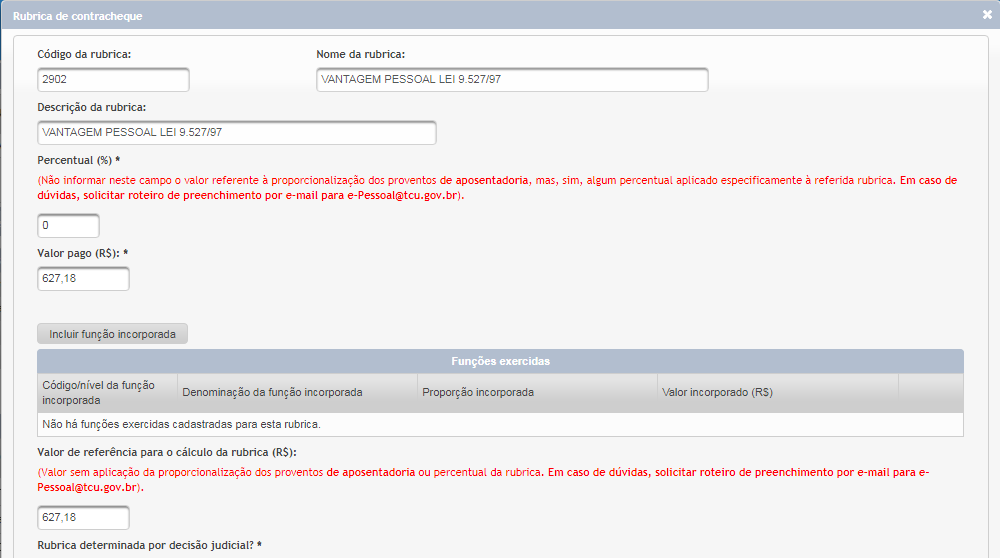 Rubrica de contracheque
Código da rubrica:
Nome da rubrica:
2902
VANTAGEM PESSOAL LEI 9.527/97
Descrição da rubrica:
VANTAGEM PESSOAL LEI 9.527/97
Percentual (%) *
(Não informar neste campo o valor referente à proporcionalização dos proventos de aposentadoria, mas, sim, algum percentual aplicado especificamente à referida rubrica. Em caso de
dúvidas, solicitar roteiro de preenchimento por e-mail para e-Pessoal@tcu.gov.br).
0
Valor pago (R$): *
627,18
Incluir função incorporada
Funções exercidas
Código/nível da função
incorporada
Denominação da função incorporada
Proporção incorporada
Valor incorporado (R$)
Não há funções exercidas cadastradas para esta rubrica.
Valor de referência para o cálculo da rubrica (R$):
(Valor sem aplicação da proporcionalização dos proventos de aposentadoria ou percentual da rubrica. Em caso de dúvidas, solicitar roteiro de preenchimento por e-mail para e-
Pessoal@tcu.gov.br).
627,18
Rubrica determinada por decisão judicial? *